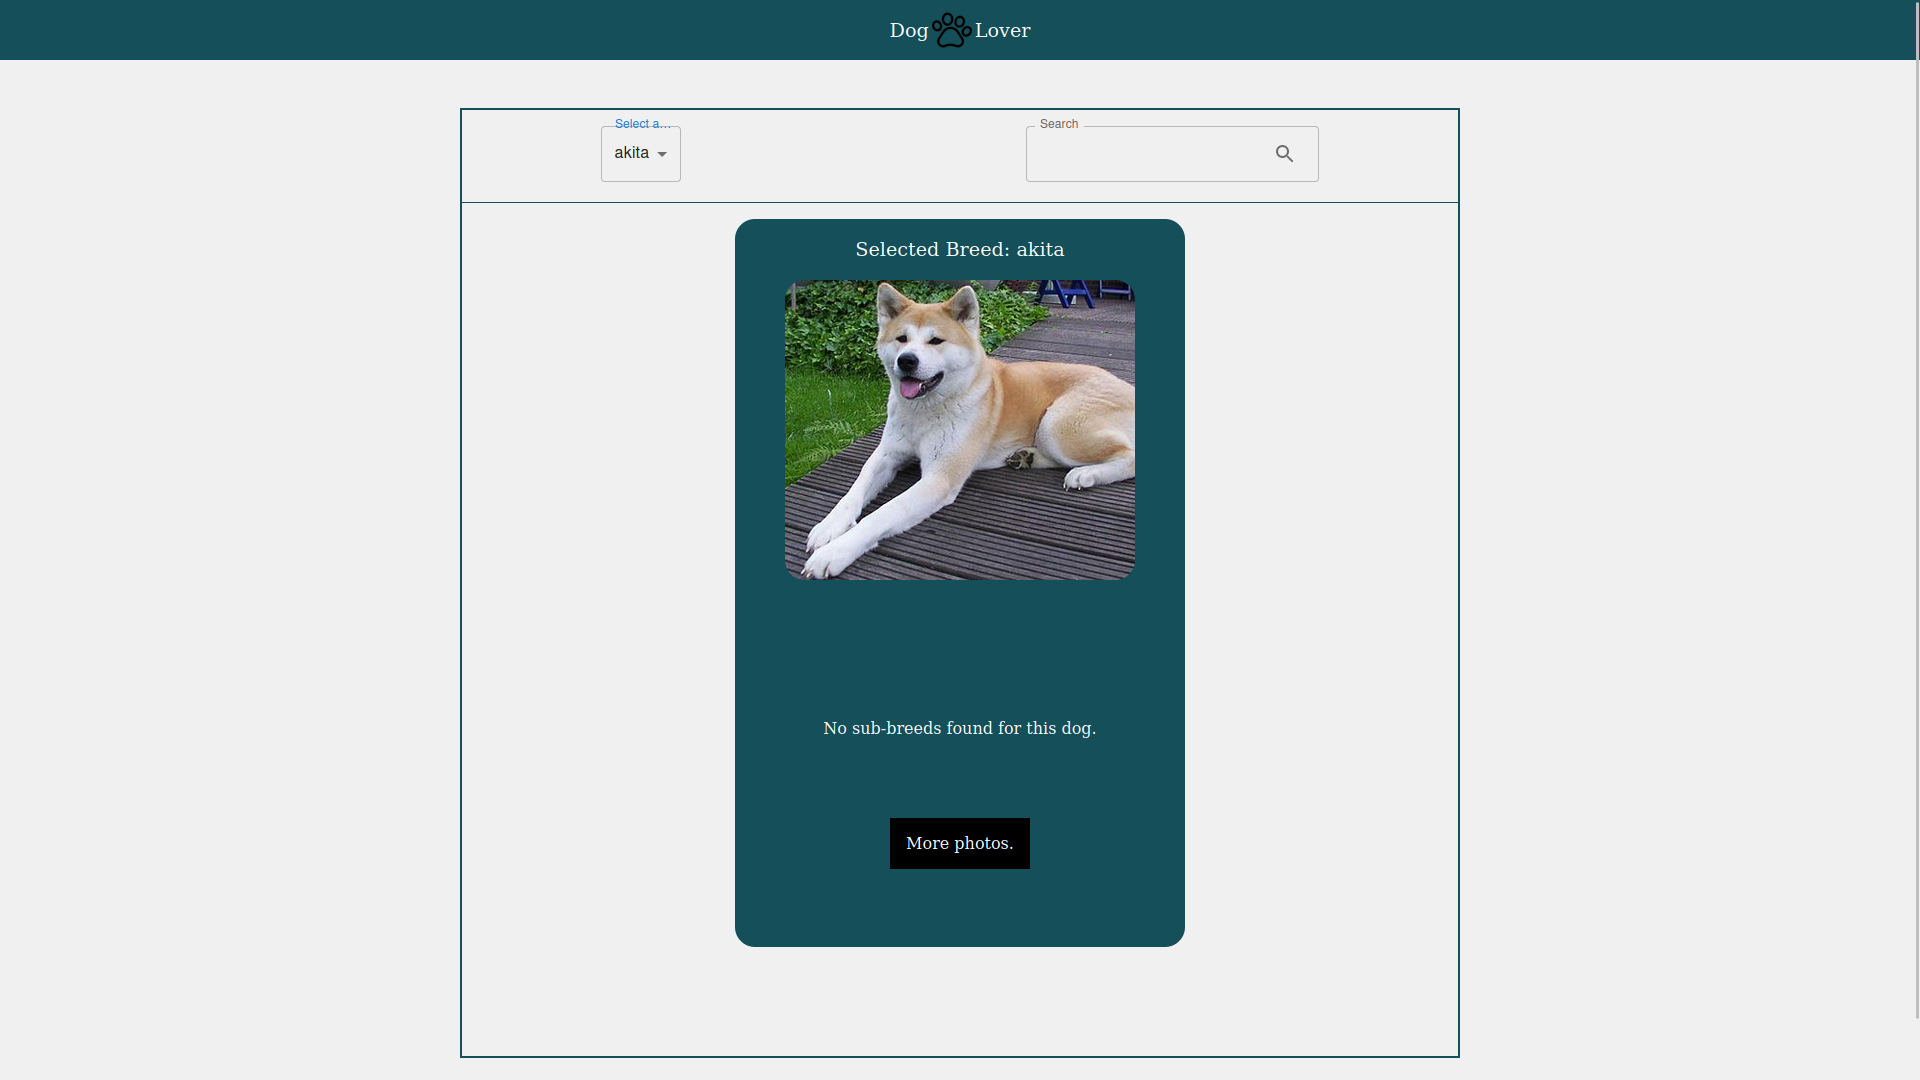 Dog Lover
Select a...
akita
Search
Selected Breed: akita
No sub-breeds found for this dog.
More photos.